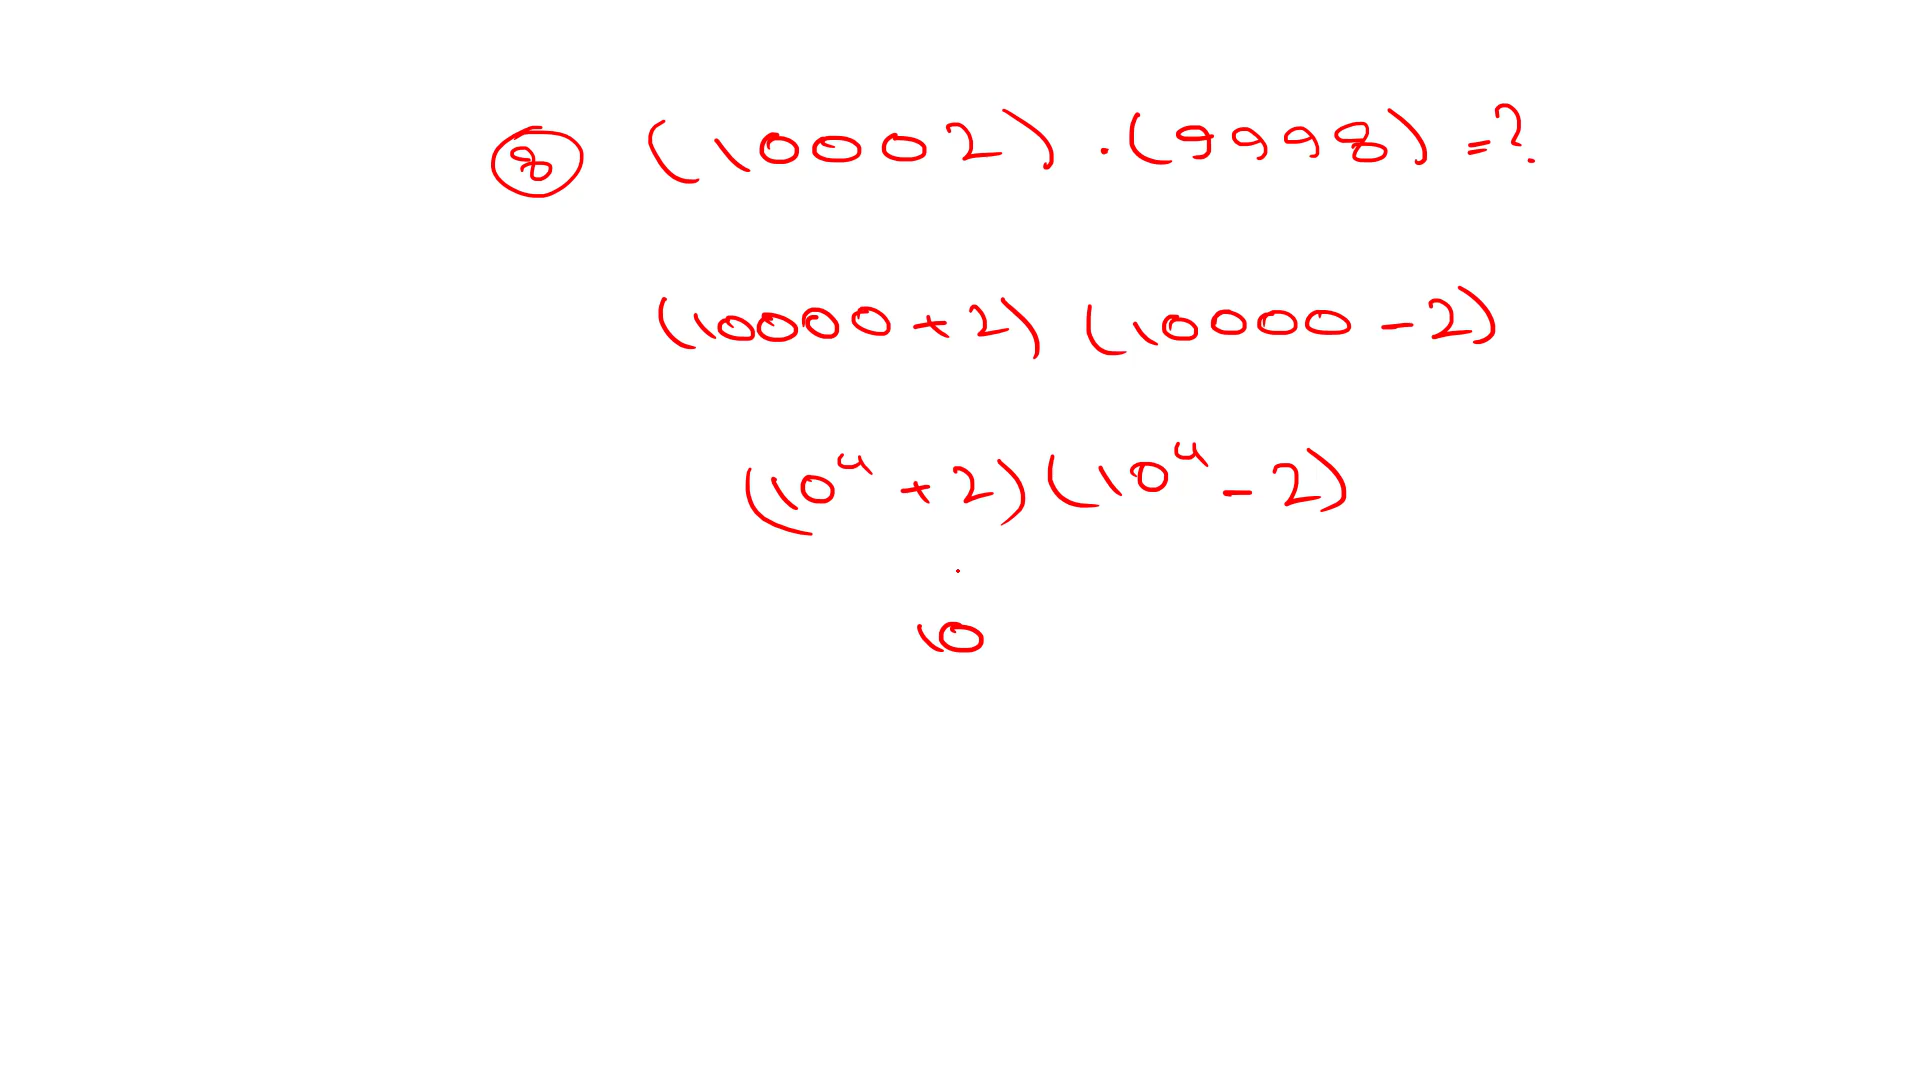 ⑧ (10002) · (9998) = ?
(10000 + 2) (10000 - 2)
(10⁴ + 2) (10⁴ - 2)
10